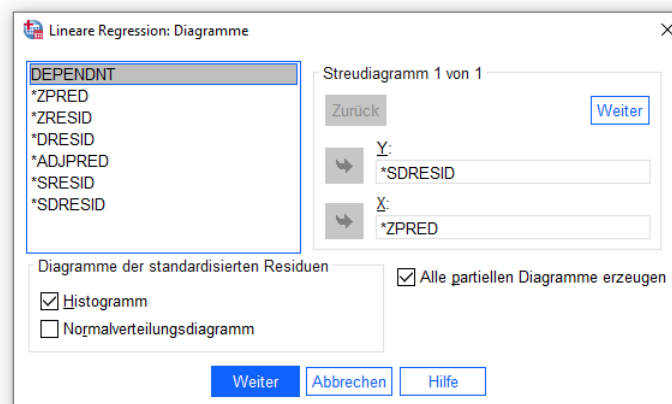 Lineare Regression: Diagramme
DEPENDNT
*ZPRED
*ZRESID
*DRESID
*ADJPRED
*SRESID
*SDRESID
Streudiagramm 1 von 1
Zurück
Weiter
Y:
*SDRESID
X:
*ZPRED
Diagramme der standardisierten Residuen
Histogramm
Normalverteilungsdiagramm
Alle partiellen Diagramme erzeugen
Weiter
Abbrechen
Hilfe